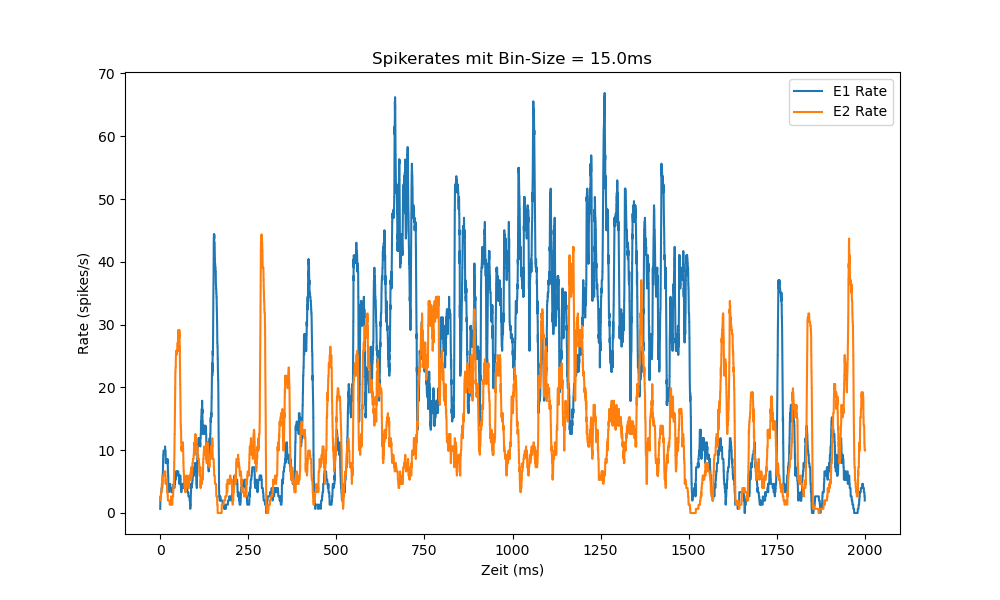 Spikerates mit Bin-Size = 15.0ms
E1 Rate
E2 Rate
70
60
50
40
30
20
10
0
Rate (spikes/s)
0 250 500 750 1000 1250 1500 1750 2000
Zeit (ms)